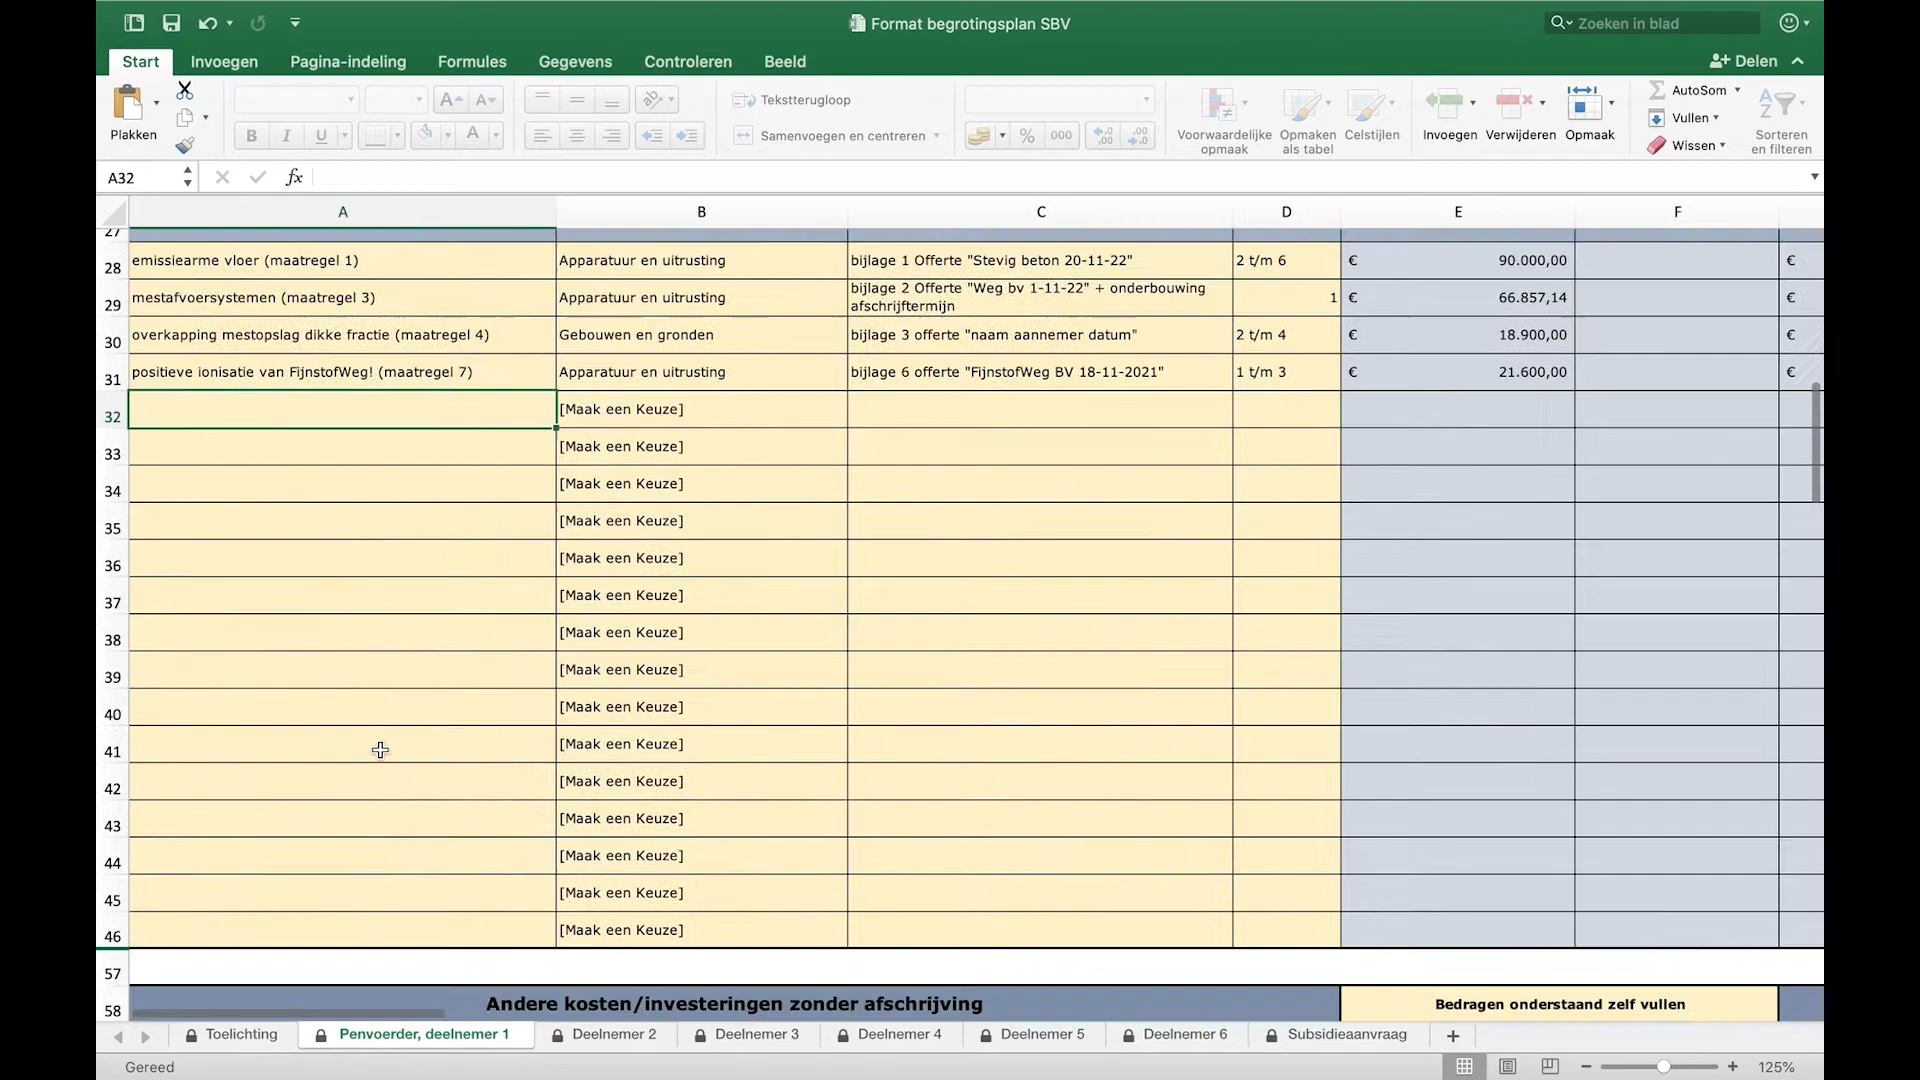 Format begrotingsplan SBV
Zoeken in blad
Start Invoegen Pagina-indeling Formules Gegevens Controleren Beeld Delen
Plakken
A A
B I U A
Tekstterugloop
Samenvoegen en centreren
% 000
Voorwaardelijke opmaak
Opmaken als tabel
Celstijlen
Invoegen Verwijderen Opmaak
AutoSom
Vullen
Wissen
Sorteren en filteren
A32 fx
A B C D E F
27
28 emissiearme vloer (maatregel 1) Apparatuur en uitrusting bijlage 1 Offerte "Stevig beton 20-11-22" 2 t/m 6 € 90.000,00 €
29 mestafvoersystemen (maatregel 3) Apparatuur en uitrusting bijlage 2 Offerte "Weg bv 1-11-22" + onderbouwing afschrijftermijn 1 € 66.857,14 €
30 overkapping mestopslag dikke fractie (maatregel 4) Gebouwen en gronden bijlage 3 offerte "naam aannemer datum" 2 t/m 4 € 18.900,00 €
31 positieve ionisatie van FijnstofWeg! (maatregel 7) Apparatuur en uitrusting bijlage 6 offerte "FijnstofWeg BV 18-11-2021" 1 t/m 3 € 21.600,00 €
32 [Maak een Keuze]
33 [Maak een Keuze]
34 [Maak een Keuze]
35 [Maak een Keuze]
36 [Maak een Keuze]
37 [Maak een Keuze]
38 [Maak een Keuze]
39 [Maak een Keuze]
40 [Maak een Keuze]
41 [Maak een Keuze]
42 [Maak een Keuze]
43 [Maak een Keuze]
44 [Maak een Keuze]
45 [Maak een Keuze]
46 [Maak een Keuze]
57
58 Andere kosten/investeringen zonder afschrijving Bedragen onderstaand zelf vullen
Toelichting Penvoerder, deelnemer 1 Deelnemer 2 Deelnemer 3 Deelnemer 4 Deelnemer 5 Deelnemer 6 Subsidieaanvraag
Gereed 125%